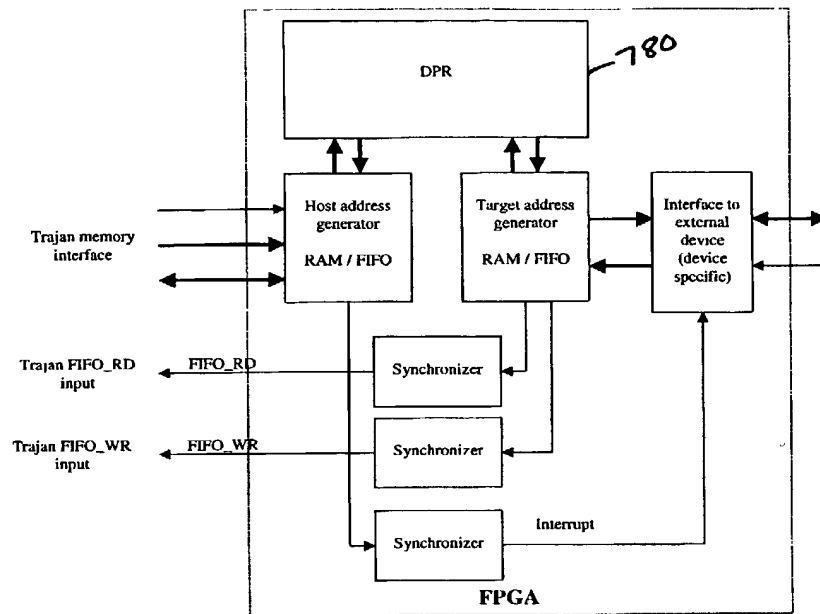 DPR
780
Host address
generator
RAM / FIFO
Target address
generator
RAM / FIFO
Interface to
external
device
(device
specific)
Trajan memory
interface
Trajan FIFO_RD
input
FIFO_RD
Synchronizer
Trajan FIFO_WR
input
FIFO_WR
Synchronizer
Synchronizer
Interrupt
FPGA